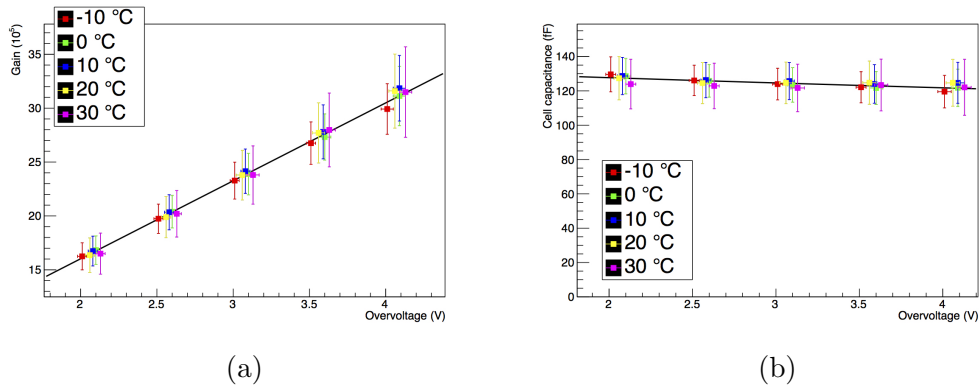 Gain (10⁵)
35
30
25
20
15
2
2.5
3
3.5
4
Overvoltage (V)
-10 °C
0 °C
10 °C
20 °C
30 °C
(a)
Cell capacitance (fF)
140
120
100
80
60
40
20
0
2
2.5
3
3.5
4
Overvoltage (V)
-10 °C
0 °C
10 °C
20 °C
30 °C
(b)